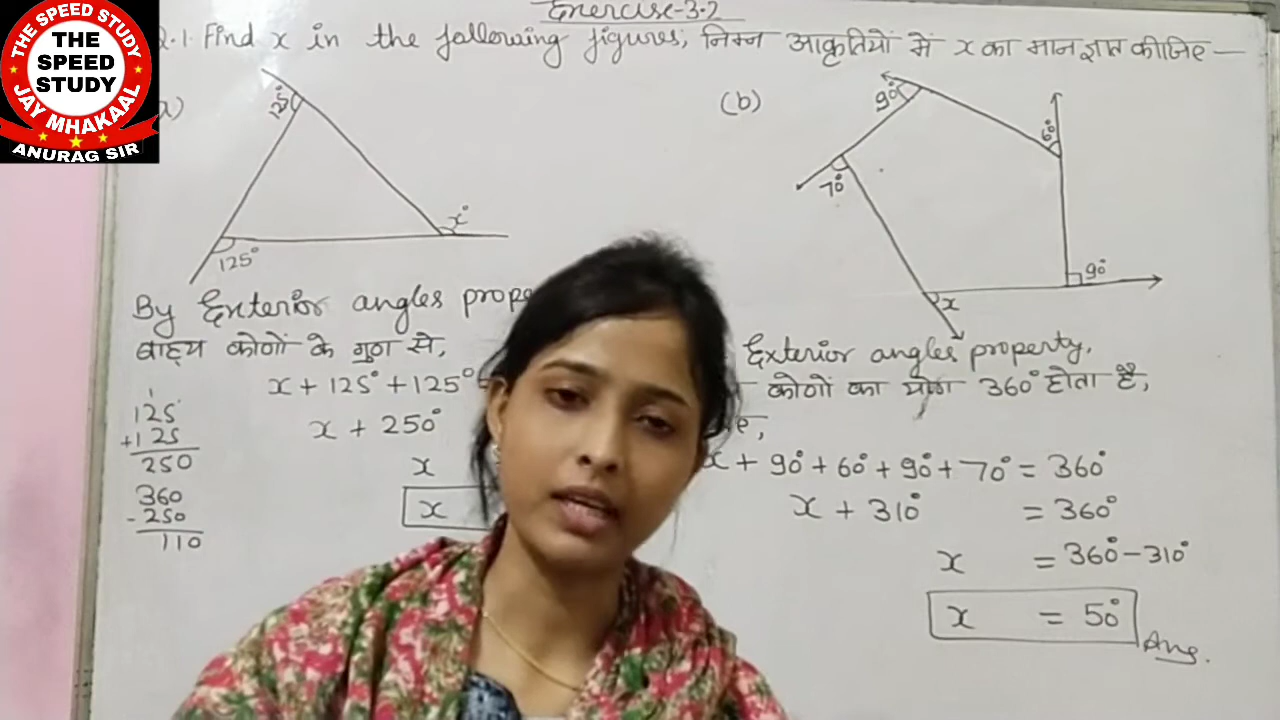 THE SPEED STUDY
THE
SPEED
STUDY
JAY MHAKAAL
ANURAG SIR
Exercise-3.2
Q.1. Find x in the following figures, निम्न आकृतियों में x का मान ज्ञात कीजिए —
a)
125°
x°
125°
(b)
90°
60°
70°
90°
x
By Exterior angles
बाह्य कोणों के गुण से,
x + 125° + 125°
x + 250°
x
x
125
+125
250
360
-250
110
Exterior angles property,
कोणों का योग 360° होता है,
x + 90° + 60° + 90° + 70° = 360°
x + 310° = 360°
x = 360° − 310°
x = 50°
Ans.